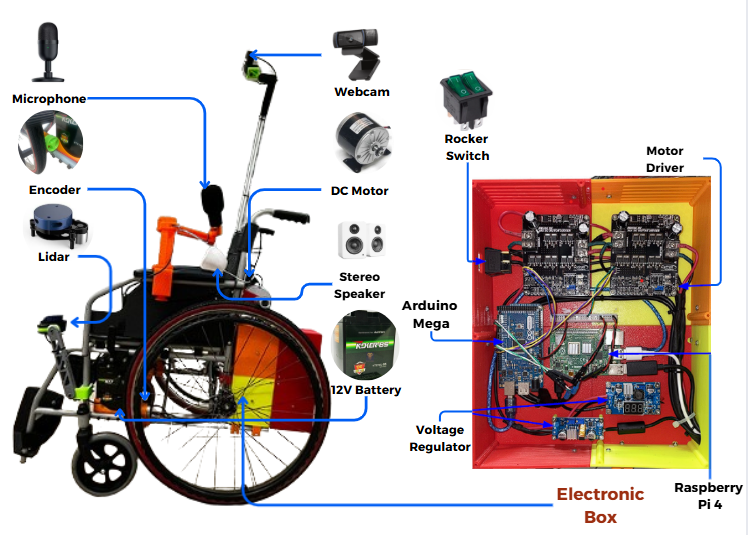 Microphone
Encoder
Lidar
Webcam
DC Motor
Stereo
Speaker
12V Battery
Rocker
Switch
Motor
Driver
Arduino
Mega
Voltage
Regulator
Raspberry
Pi 4
Electronic
Box